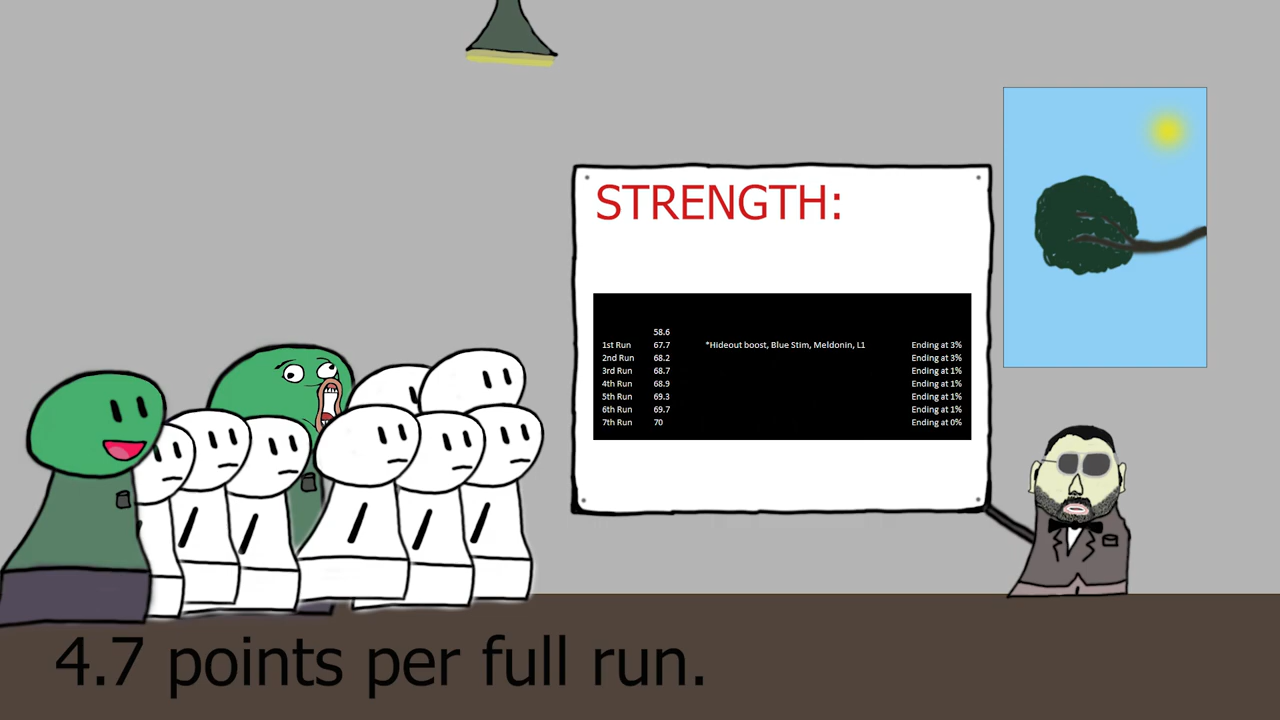 STRENGTH:
58.6
1st Run 67.7 *Hideout boost, Blue Stim, Meldonin, L1 Ending at 3%
2nd Run 68.2 Ending at 3%
3rd Run 68.7 Ending at 1%
4th Run 68.9 Ending at 1%
5th Run 69.3 Ending at 1%
6th Run 69.7 Ending at 1%
7th Run 70 Ending at 0%
4.7 points per full run.